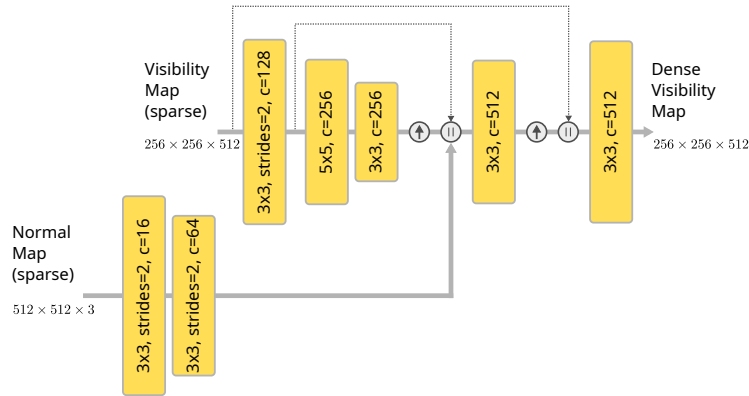 Visibility
Map
(sparse)
256 × 256 × 512
3x3, strides=2, c=128
5x5, c=256
3x3, c=256
3x3, c=512
3x3, c=512
Dense
Visibility
Map
256 × 256 × 512
Normal
Map
(sparse)
512 × 512 × 3
3x3, strides=2, c=16
3x3, strides=2, c=64